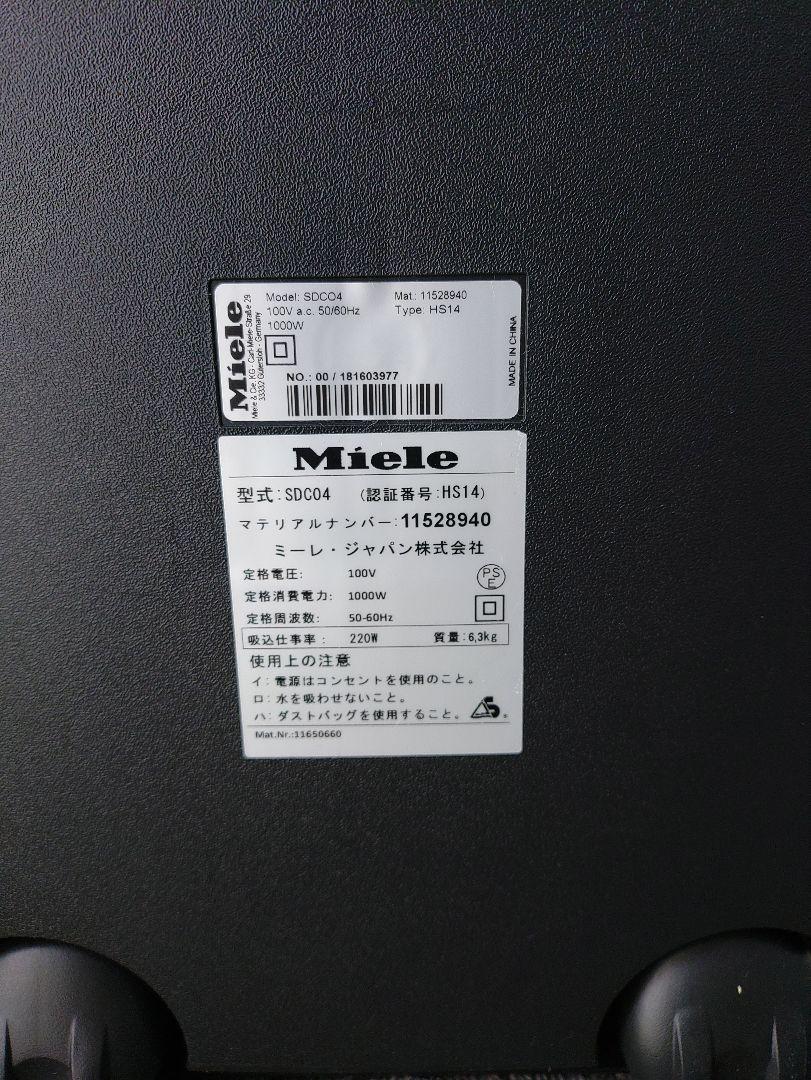 Miele
Miele & Cie. KG - Carl-Miele-Straße 29
33332 Gütersloh - Germany
Model: SDCO4 Mat.: 11528940
100V a.c. 50/60Hz Type: HS14
1000W
NO.: 00 / 181603977
MADE IN CHINA
Miele
型式:SDC04 (認証番号:HS14)
マテリアルナンバー:11528940
ミーレ・ジャパン株式会社
定格電圧: 100V
PS
E
定格消費電力: 1000W
定格周波数: 50-60Hz
吸込仕事率: 220W 質量:6,3kg
使用上の注意
イ:電源はコンセントを使用のこと。
ロ:水を吸わせないこと。
ハ:ダストバッグを使用すること。
Mat.Nr.:11650660